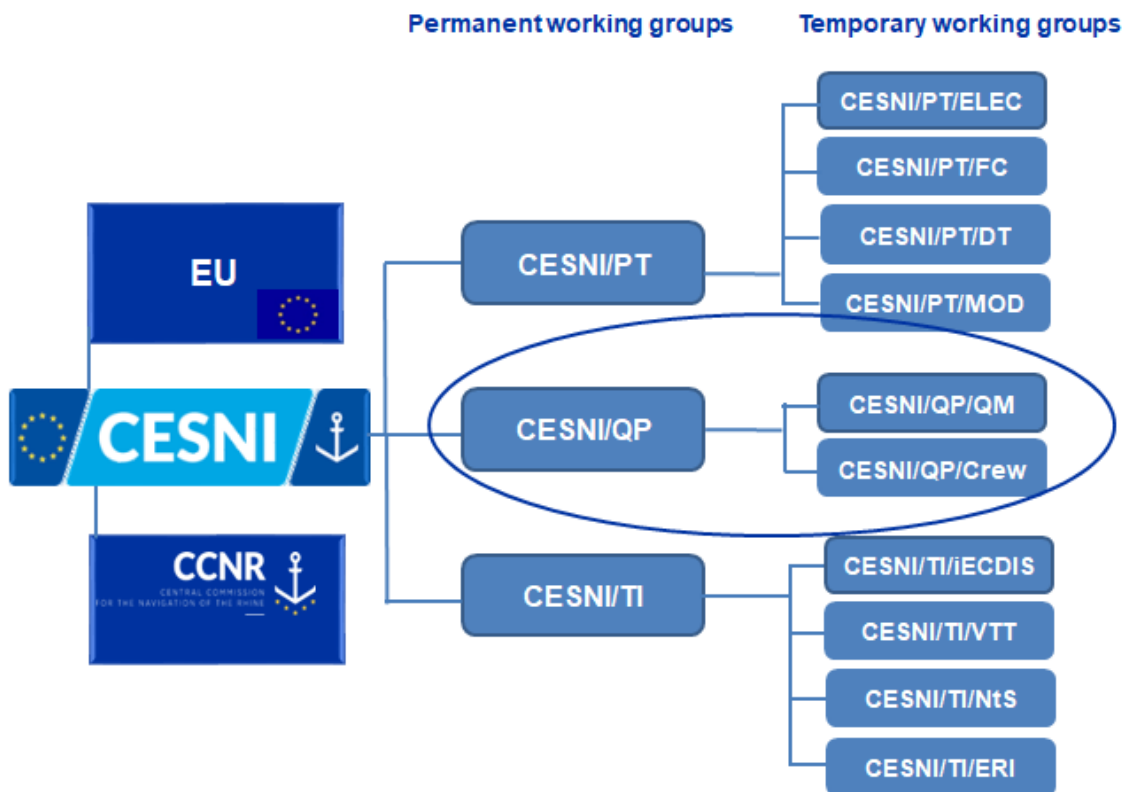 Permanent working groups
Temporary working groups
EU
CESNI
CCNR
CENTRAL COMMISSION
FOR THE NAVIGATION OF THE RHINE
CESNI/PT
CESNI/PT/ELEC
CESNI/PT/FC
CESNI/PT/DT
CESNI/PT/MOD
CESNI/QP
CESNI/QP/QM
CESNI/QP/Crew
CESNI/TI
CESNI/TI/iECDIS
CESNI/TI/VTT
CESNI/TI/NtS
CESNI/TI/ERI